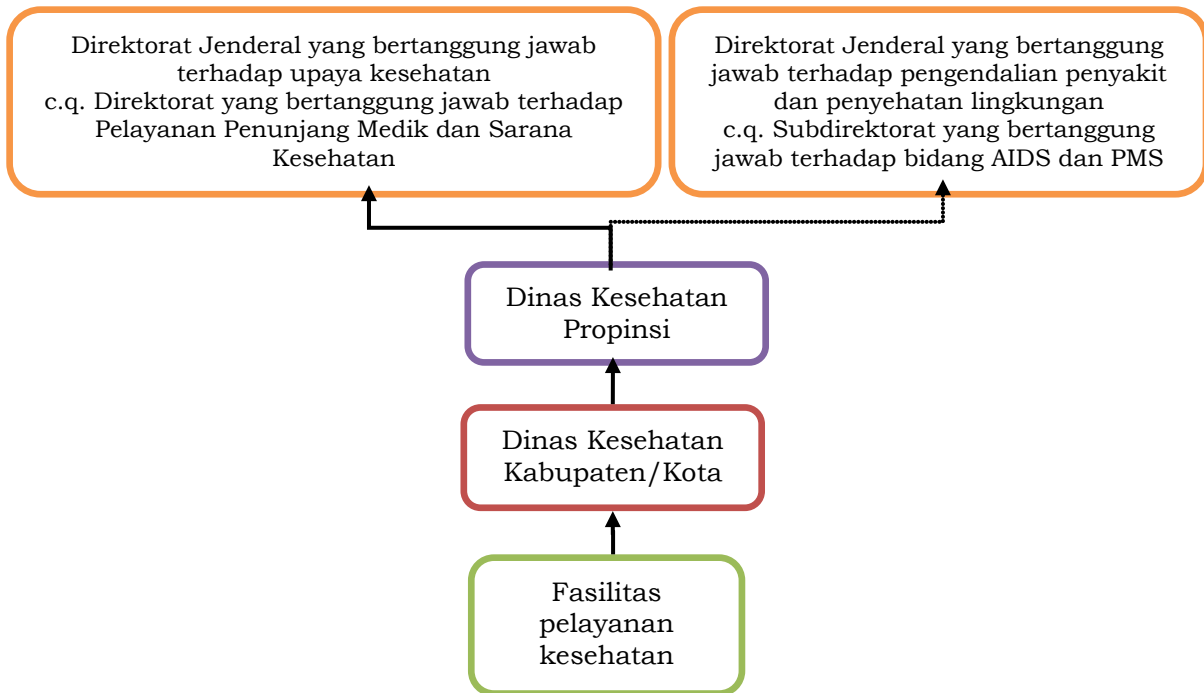 Direktorat Jenderal yang bertanggung jawab
terhadap upaya kesehatan
c.q. Direktorat yang bertanggung jawab terhadap
Pelayanan Penunjang Medik dan Sarana
Kesehatan
Direktorat Jenderal yang bertanggung
jawab terhadap pengendalian penyakit
dan penyehatan lingkungan
c.q. Subdirektorat yang bertanggung
jawab terhadap bidang AIDS dan PMS
Dinas Kesehatan
Propinsi
Dinas Kesehatan
Kabupaten/Kota
Fasilitas
pelayanan
kesehatan